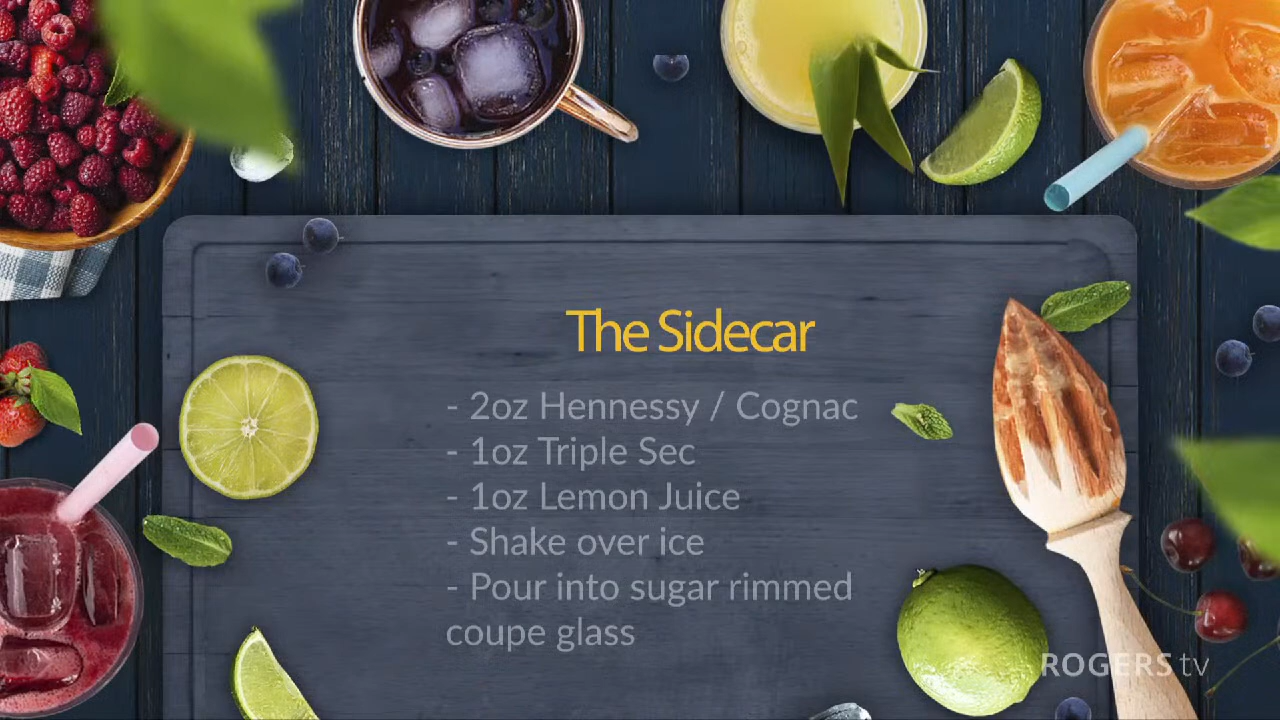 The Sidecar
- 2oz Hennessy / Cognac
- 1oz Triple Sec
- 1oz Lemon Juice
- Shake over ice
- Pour into sugar rimmed
coupe glass
ROGERS tv